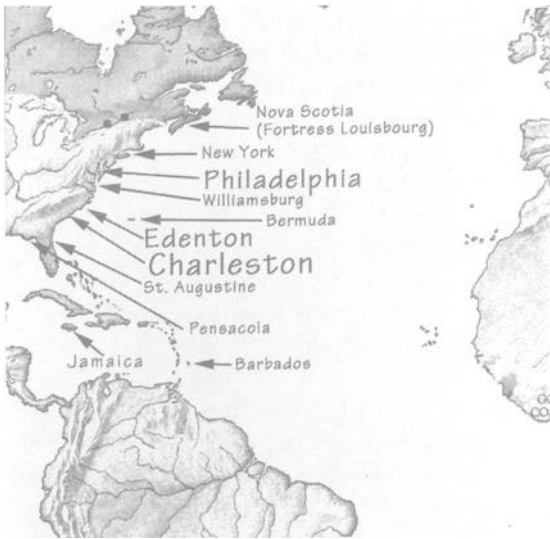 Nova Scotia
(Fortress Louisbourg)
New York
Philadelphia
Williamsburg
Bermuda
Edenton
Charleston
St. Augustine
Pensacola
Jamaica
Barbados